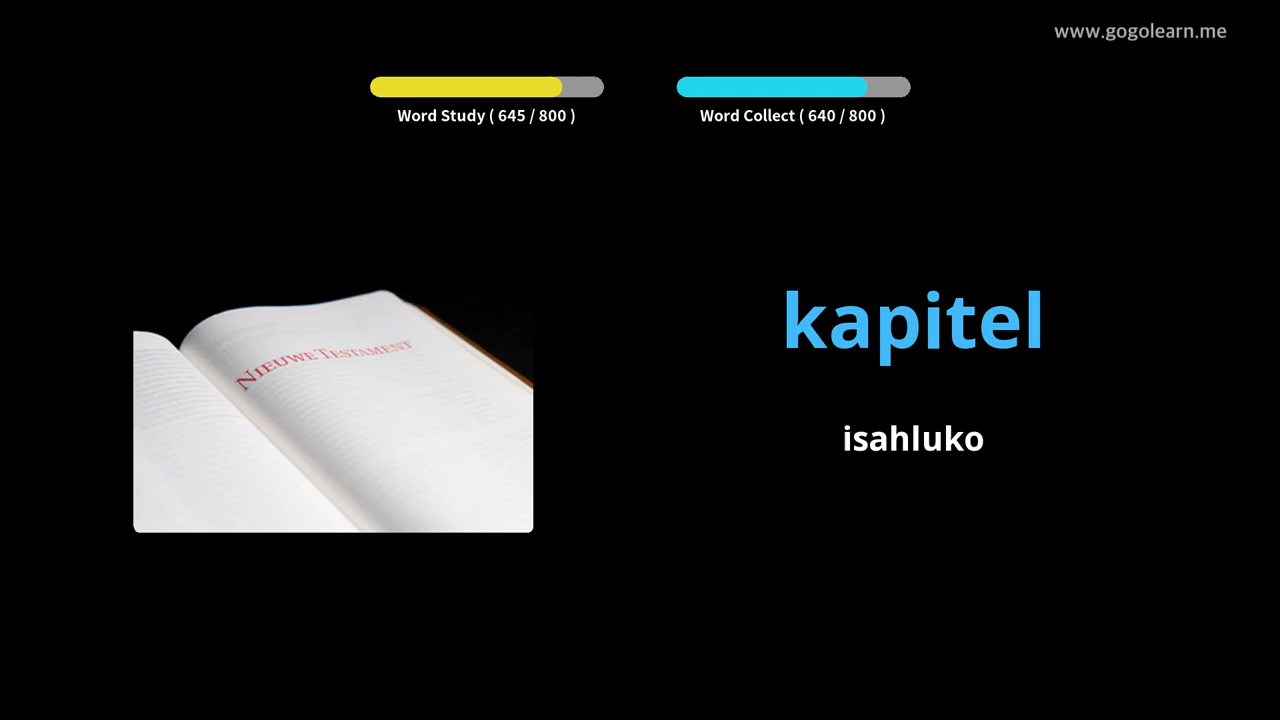 www.gogolearn.me
Word Study ( 645 / 800 )
Word Collect ( 640 / 800 )
NIEUWE TESTAMENT
kapitel
isahluko